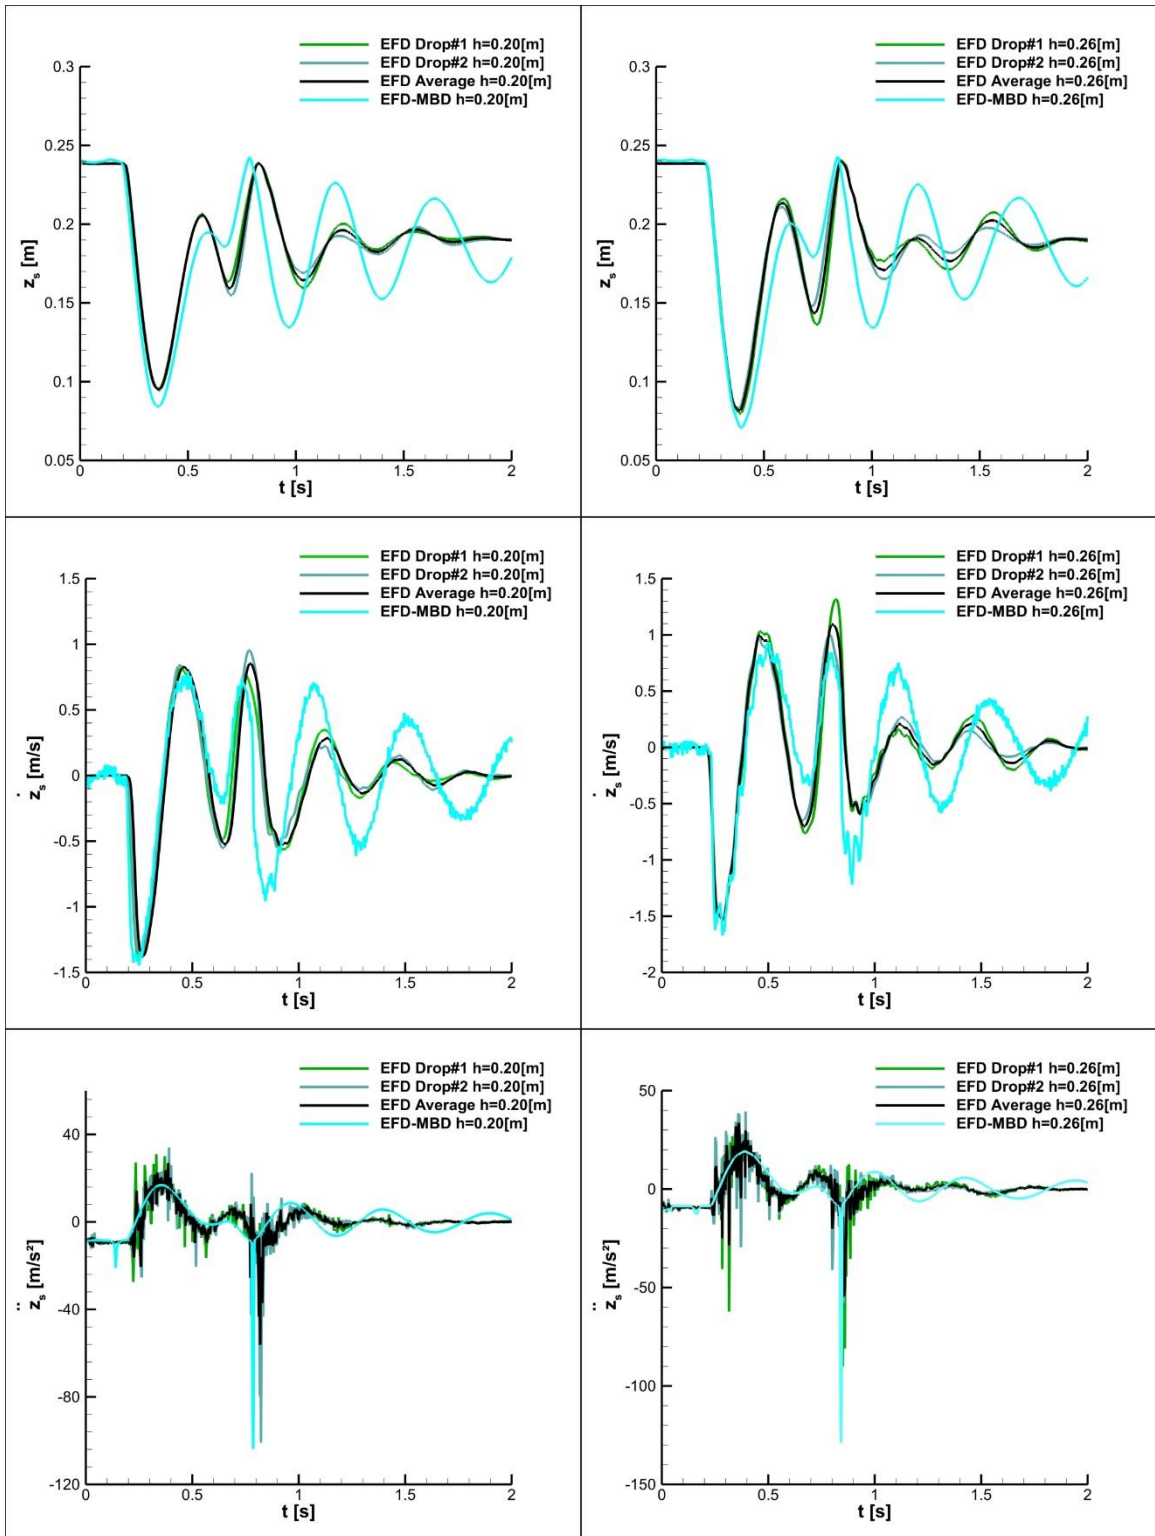 EFD Drop#1 h=0.20[m]
EFD Drop#2 h=0.20[m]
EFD Average h=0.20[m]
EFD-MBD h=0.20[m]
0.3
0.25
0.2
0.15
0.1
0.05
zs [m]
0 0.5 1 1.5 2
t [s]
EFD Drop#1 h=0.26[m]
EFD Drop#2 h=0.26[m]
EFD Average h=0.26[m]
EFD-MBD h=0.26[m]
0.3
0.25
0.2
0.15
0.1
0.05
zs [m]
0 0.5 1 1.5 2
t [s]
EFD Drop#1 h=0.20[m]
EFD Drop#2 h=0.20[m]
EFD Average h=0.20[m]
EFD-MBD h=0.20[m]
1.5
1
0.5
0
-0.5
-1
-1.5
żs [m/s]
0 0.5 1 1.5 2
t [s]
EFD Drop#1 h=0.26[m]
EFD Drop#2 h=0.26[m]
EFD Average h=0.26[m]
EFD-MBD h=0.26[m]
1.5
1
0.5
0
-0.5
-1
-1.5
-2
żs [m/s]
0 0.5 1 1.5 2
t [s]
EFD Drop#1 h=0.20[m]
EFD Drop#2 h=0.20[m]
EFD Average h=0.20[m]
EFD-MBD h=0.20[m]
40
0
-40
-80
-120
z̈s [m/s²]
0 0.5 1 1.5 2
t [s]
EFD Drop#1 h=0.26[m]
EFD Drop#2 h=0.26[m]
EFD Average h=0.26[m]
EFD-MBD h=0.26[m]
50
0
-50
-100
-150
z̈s [m/s²]
0 0.5 1 1.5 2
t [s]